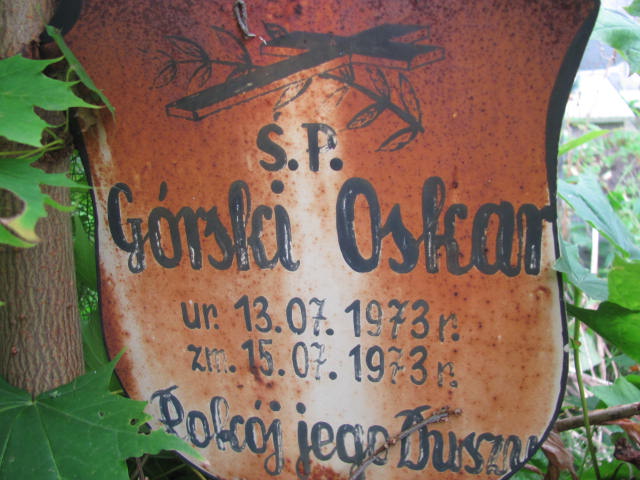 Ś.P.
Górski Oskar
ur. 13.07. 1973 r.
zm. 15.07. 1973 r.
Pokój jego Duszy